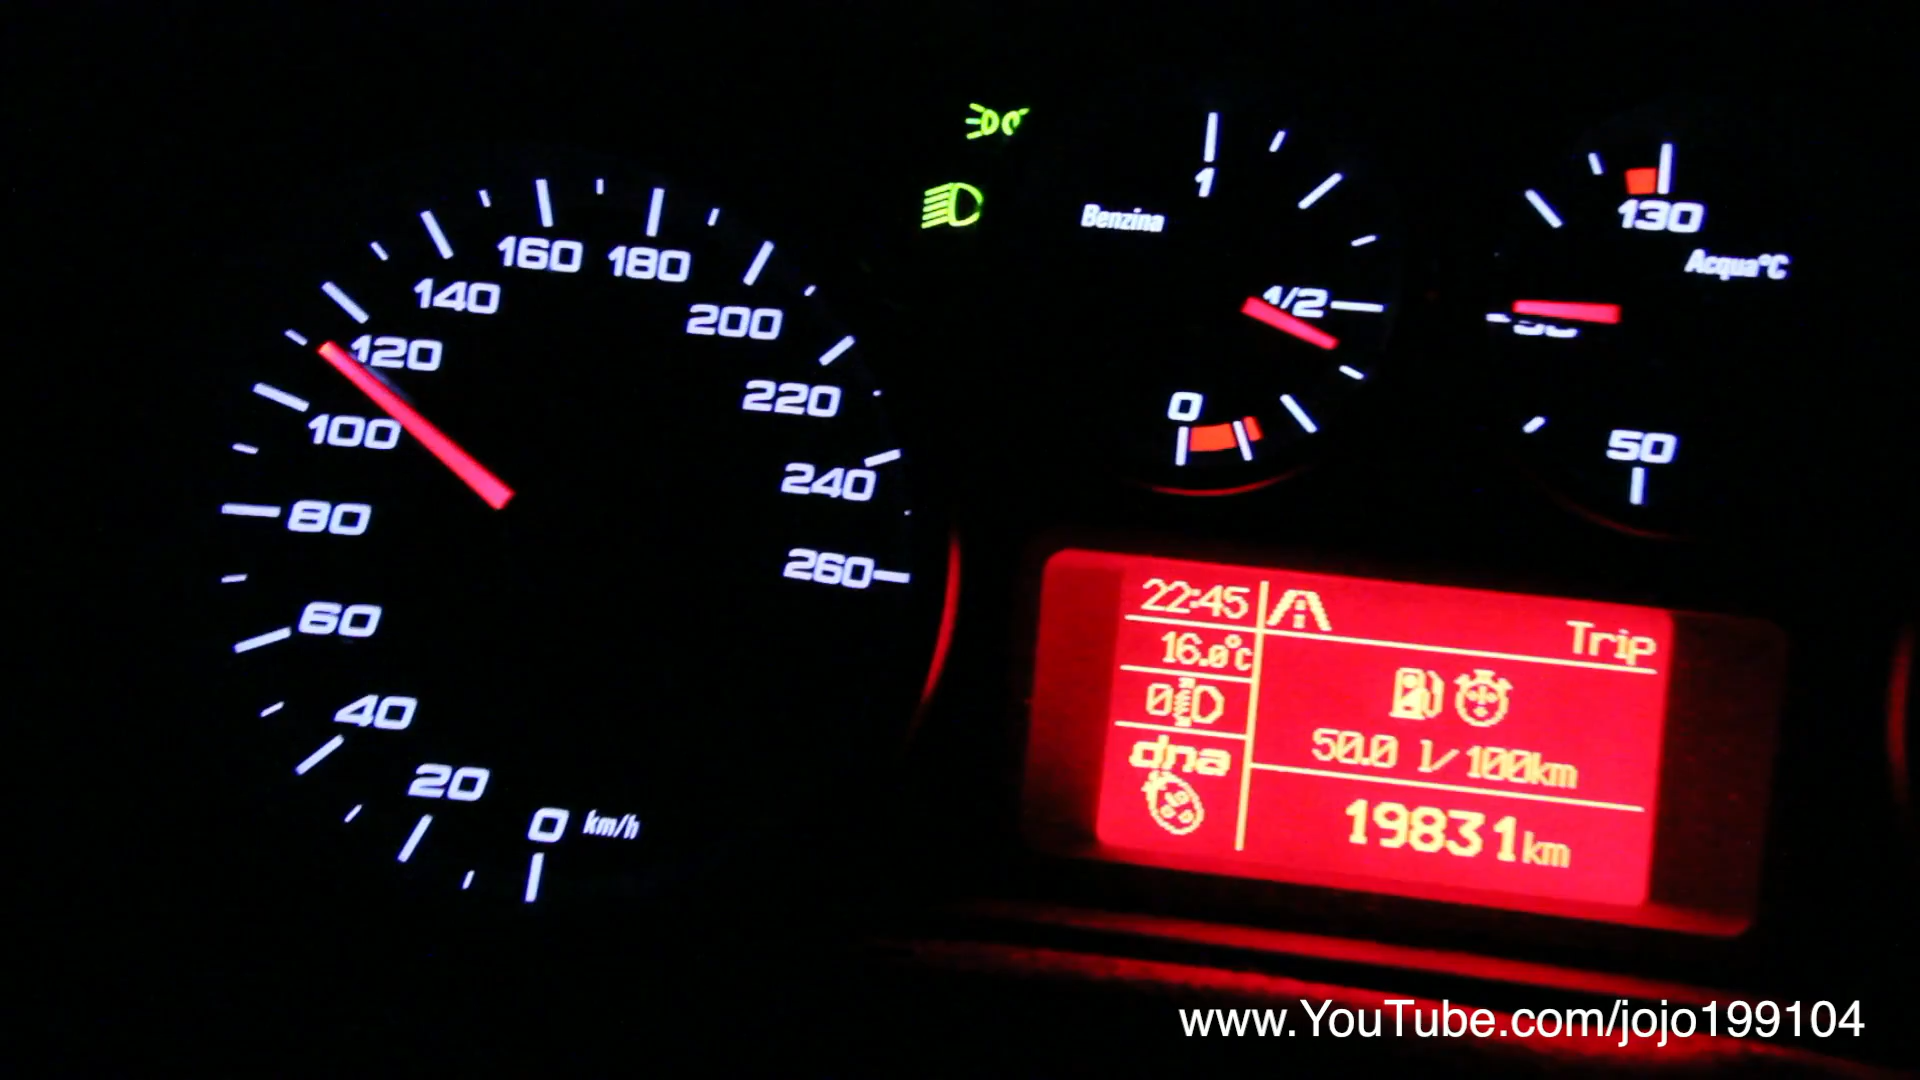 160 180
140
200
120
220
100
240
80
260
60
40
20
0 km/h
1
Benzina
1/2
0
130
Acqua°C
50
22:45
Trip
16.0°C
0
50.0 l/100km
dna
19831km
www.YouTube.com/jojo199104